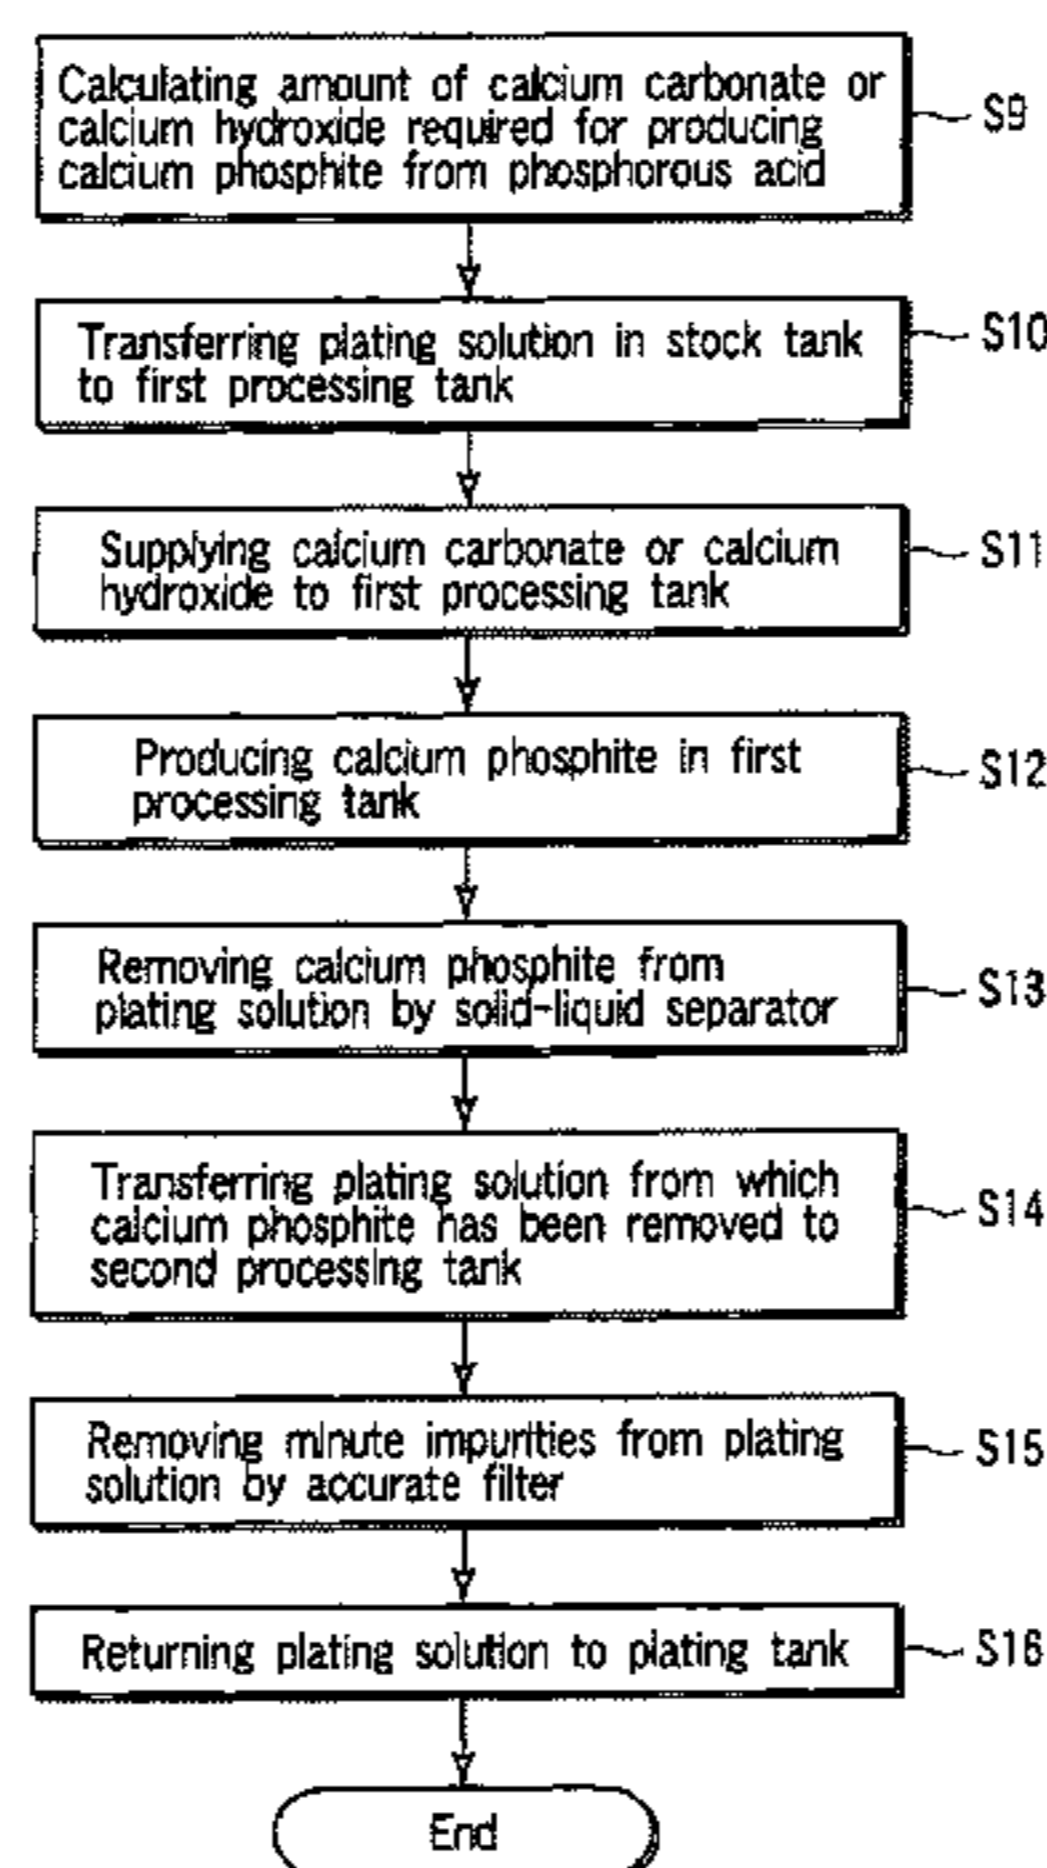 Calculating amount of calcium carbonate or
calcium hydroxide required for producing
calcium phosphite from phosphorous acid
S9
Transferring plating solution in stock tank
to first processing tank
S10
Supplying calcium carbonate or calcium
hydroxide to first processing tank
S11
Producing calcium phosphite in first
processing tank
S12
Removing calcium phosphite from
plating solution by solid-liquid separator
S13
Transferring plating solution from which
calcium phosphite has been removed to
second processing tank
S14
Removing minute impurities from plating
solution by accurate filter
S15
Returning plating solution to plating tank
S16
End